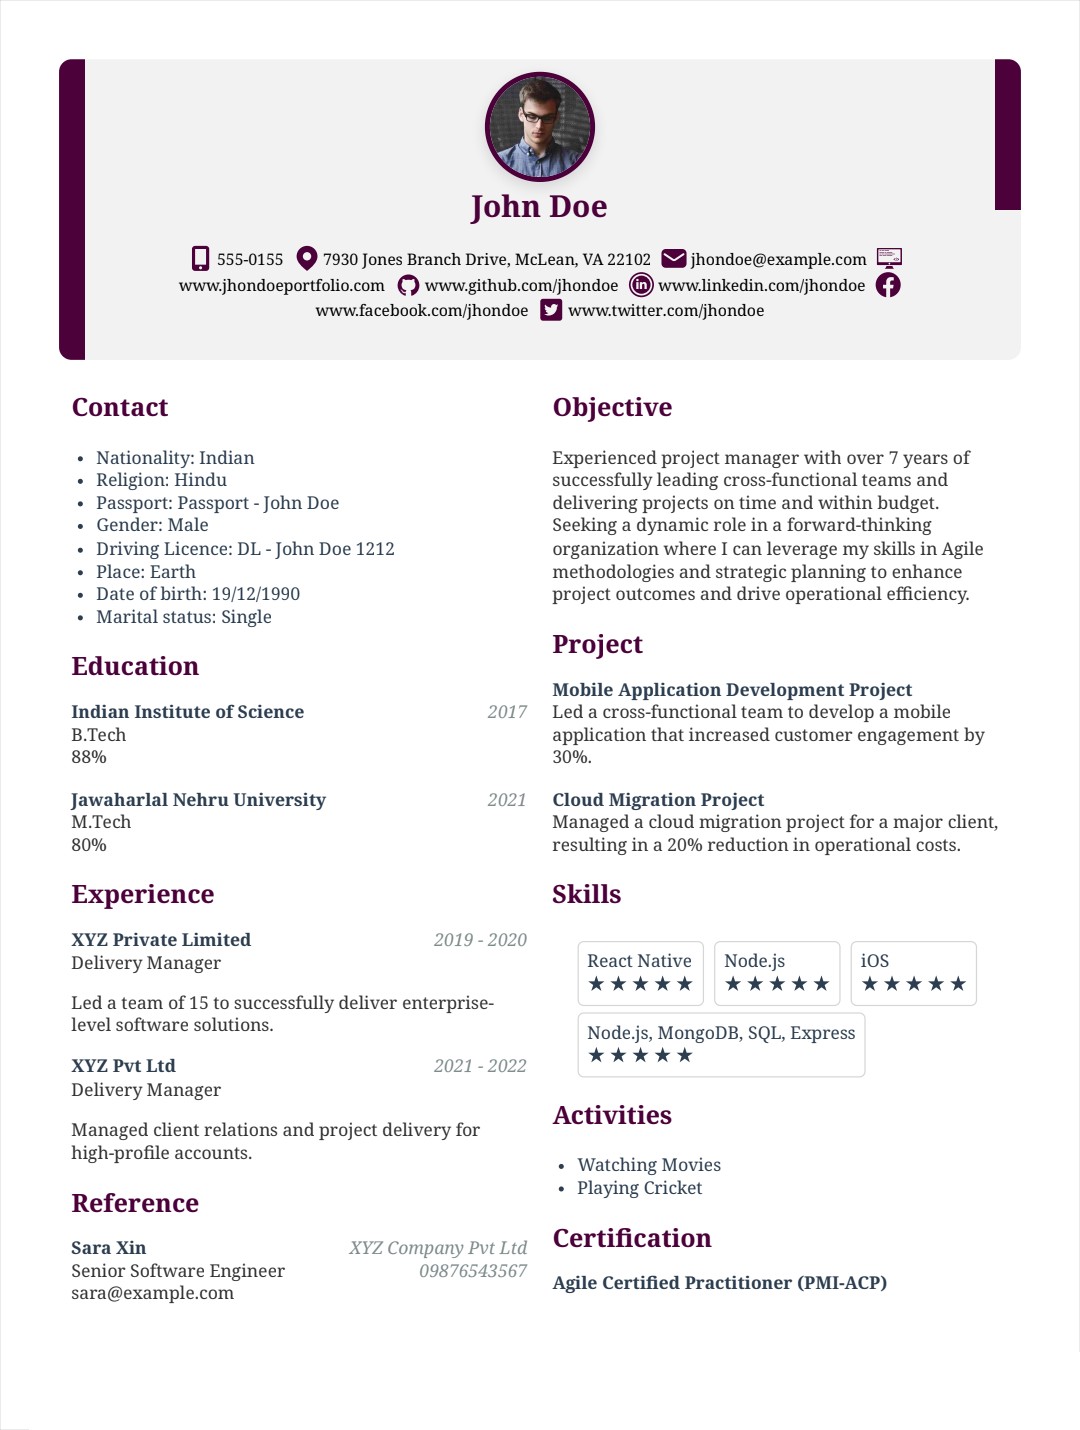 John Doe
555-0155 7930 Jones Branch Drive, McLean, VA 22102 jhondoe@example.com
www.jhondoeportfolio.com www.github.com/jhondoe www.linkedin.com/jhondoe
www.facebook.com/jhondoe www.twitter.com/jhondoe
Contact
• Nationality: Indian
• Religion: Hindu
• Passport: Passport - John Doe
• Gender: Male
• Driving Licence: DL - John Doe 1212
• Place: Earth
• Date of birth: 19/12/1990
• Marital status: Single
Education
Indian Institute of Science 2017
B.Tech
88%
Jawaharlal Nehru University 2021
M.Tech
80%
Experience
XYZ Private Limited 2019 - 2020
Delivery Manager
Led a team of 15 to successfully deliver enterprise-
level software solutions.
XYZ Pvt Ltd 2021 - 2022
Delivery Manager
Managed client relations and project delivery for
high-profile accounts.
Reference
Sara Xin XYZ Company Pvt Ltd
Senior Software Engineer 09876543567
sara@example.com
Objective
Experienced project manager with over 7 years of
successfully leading cross-functional teams and
delivering projects on time and within budget.
Seeking a dynamic role in a forward-thinking
organization where I can leverage my skills in Agile
methodologies and strategic planning to enhance
project outcomes and drive operational efficiency.
Project
Mobile Application Development Project
Led a cross-functional team to develop a mobile
application that increased customer engagement by
30%.
Cloud Migration Project
Managed a cloud migration project for a major client,
resulting in a 20% reduction in operational costs.
Skills
React Native Node.js iOS
★★★★★ ★★★★★ ★★★★★
Node.js, MongoDB, SQL, Express
★★★★★
Activities
• Watching Movies
• Playing Cricket
Certification
Agile Certified Practitioner (PMI-ACP)